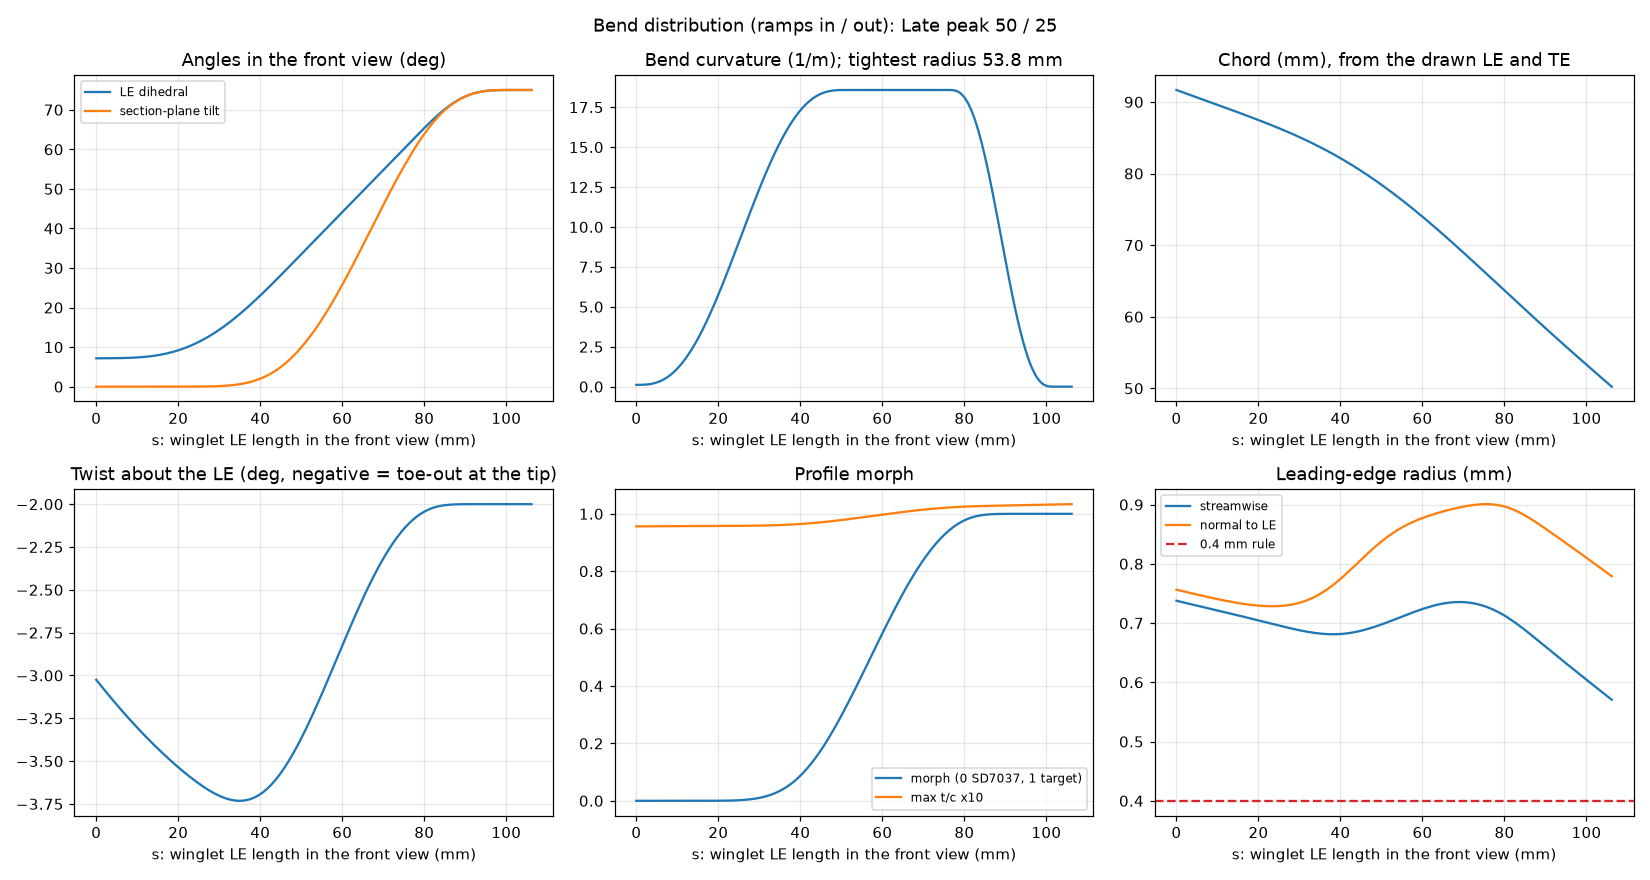 Bend distribution (ramps in / out): Late peak 50 / 25
Angles in the front view (deg)
70
60
50
40
30
20
10
0
LE dihedral
section-plane tilt
0 20 40 60 80 100
s: winglet LE length in the front view (mm)
Bend curvature (1/m); tightest radius 53.8 mm
17.5
15.0
12.5
10.0
7.5
5.0
2.5
0.0
0 20 40 60 80 100
s: winglet LE length in the front view (mm)
Chord (mm), from the drawn LE and TE
90
80
70
60
50
0 20 40 60 80 100
s: winglet LE length in the front view (mm)
Twist about the LE (deg, negative = toe-out at the tip)
−2.00
−2.25
−2.50
−2.75
−3.00
−3.25
−3.50
−3.75
0 20 40 60 80 100
s: winglet LE length in the front view (mm)
Profile morph
1.0
0.8
0.6
0.4
0.2
0.0
morph (0 SD7037, 1 target)
max t/c x10
0 20 40 60 80 100
s: winglet LE length in the front view (mm)
Leading-edge radius (mm)
0.9
0.8
0.7
0.6
0.5
0.4
streamwise
normal to LE
0.4 mm rule
0 20 40 60 80 100
s: winglet LE length in the front view (mm)